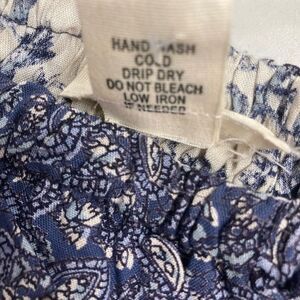 HAND WASH
COLD
DRIP DRY
DO NOT BLEACH
LOW IRON
IF NEEDED